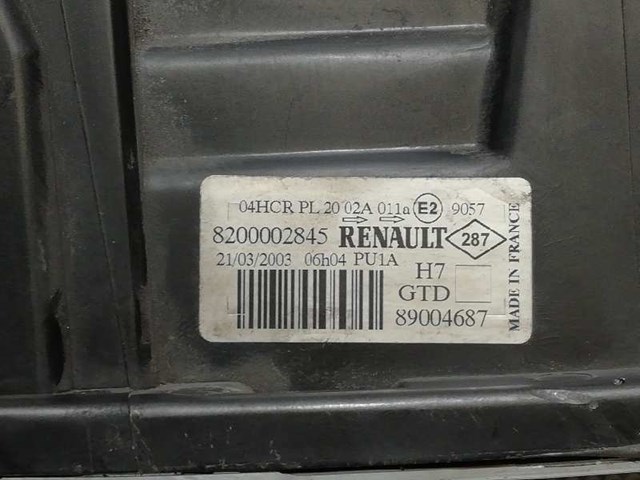 04HCR PL 20 02A 011a E2 9057
8200002845 RENAULT 287
21/03/2003 06h04 PU1A
H7
GTD
89004687
MADE IN FRANCE